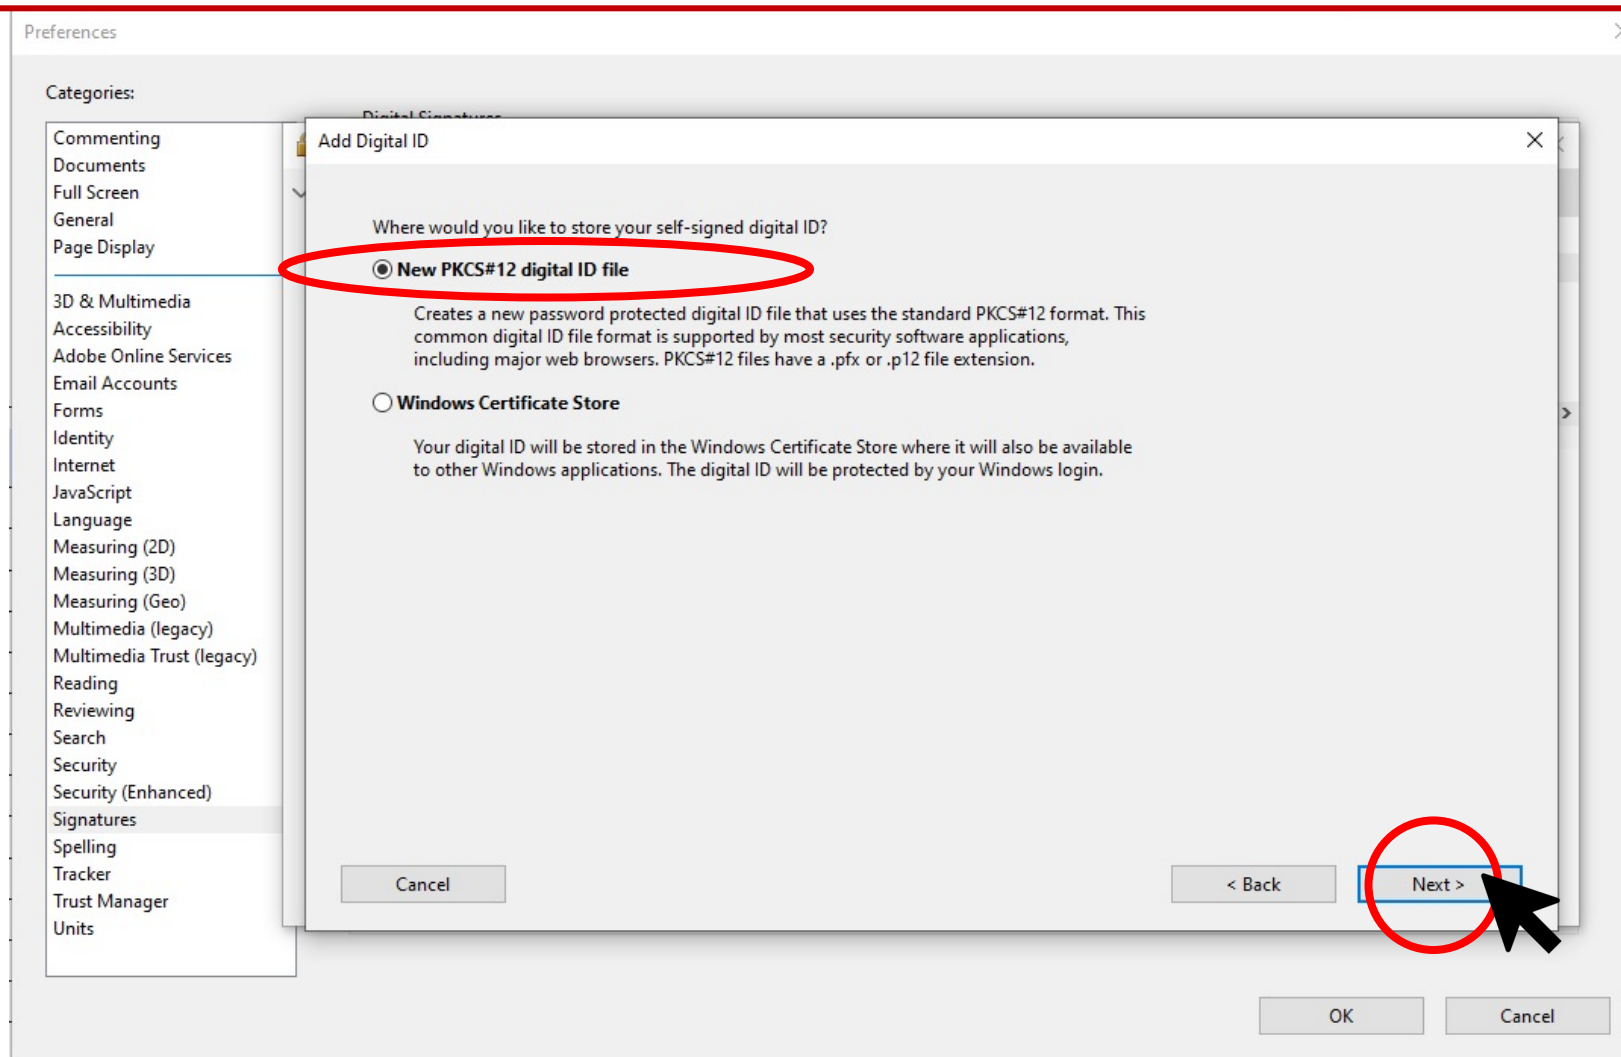 Preferences
Categories:
Commenting
Documents
Full Screen
General
Page Display
3D & Multimedia
Accessibility
Adobe Online Services
Email Accounts
Forms
Identity
Internet
JavaScript
Language
Measuring (2D)
Measuring (3D)
Measuring (Geo)
Multimedia (legacy)
Multimedia Trust (legacy)
Reading
Reviewing
Search
Security
Security (Enhanced)
Signatures
Spelling
Tracker
Trust Manager
Units
Digital Signatures
Add Digital ID
Where would you like to store your self-signed digital ID?
New PKCS#12 digital ID file
Creates a new password protected digital ID file that uses the standard PKCS#12 format. This
common digital ID file format is supported by most security software applications,
including major web browsers. PKCS#12 files have a .pfx or .p12 file extension.
Windows Certificate Store
Your digital ID will be stored in the Windows Certificate Store where it will also be available
to other Windows applications. The digital ID will be protected by your Windows login.
Cancel
< Back
Next >
OK
Cancel